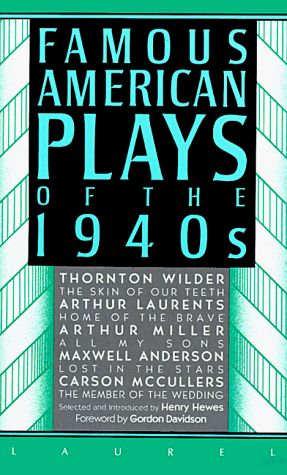 FAMOUS
AMERICAN
PLAYS
OF THE
1940s
THORNTON WILDER
THE SKIN OF OUR TEETH
ARTHUR LAURENTS
HOME OF THE BRAVE
ARTHUR MILLER
ALL MY SONS
MAXWELL ANDERSON
LOST IN THE STARS
CARSON MCCULLERS
THE MEMBER OF THE WEDDING
Selected and Introduced by Henry Hewes
Foreword by Gordon Davidson
LAUREL